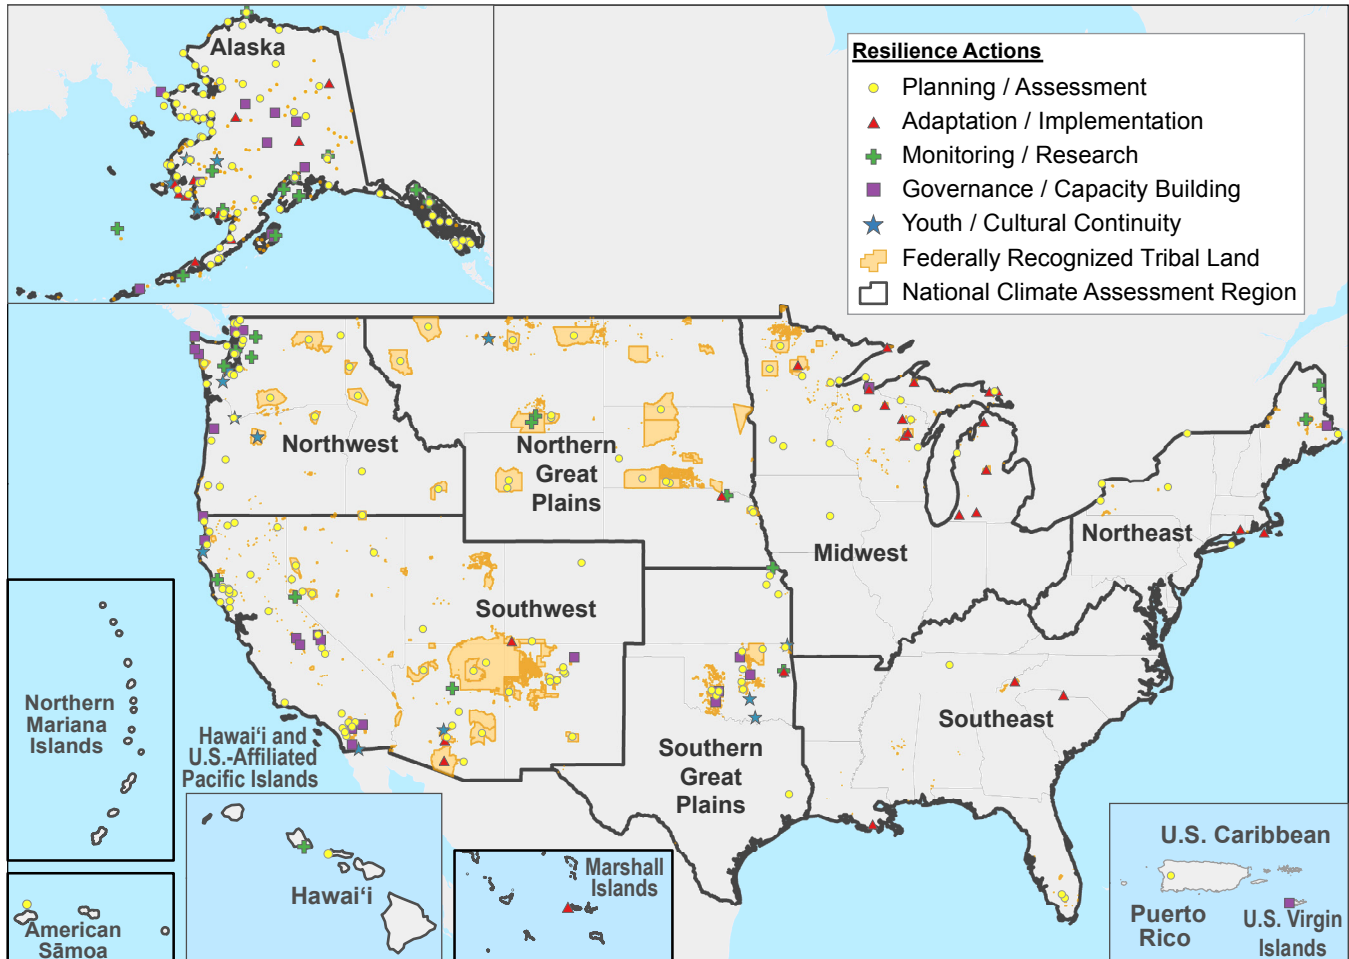 Alaska
Resilience Actions
Planning / Assessment
Adaptation / Implementation
Monitoring / Research
Governance / Capacity Building
Youth / Cultural Continuity
Federally Recognized Tribal Land
National Climate Assessment Region
Northwest
Northern
Great
Plains
Midwest
Northeast
Southwest
Southeast
Southern
Great
Plains
Northern
Mariana
Islands
Hawai‘i and
U.S.-Affiliated
Pacific Islands
American
Sāmoa
Hawai‘i
Marshall
Islands
U.S. Caribbean
Puerto
Rico
U.S. Virgin
Islands